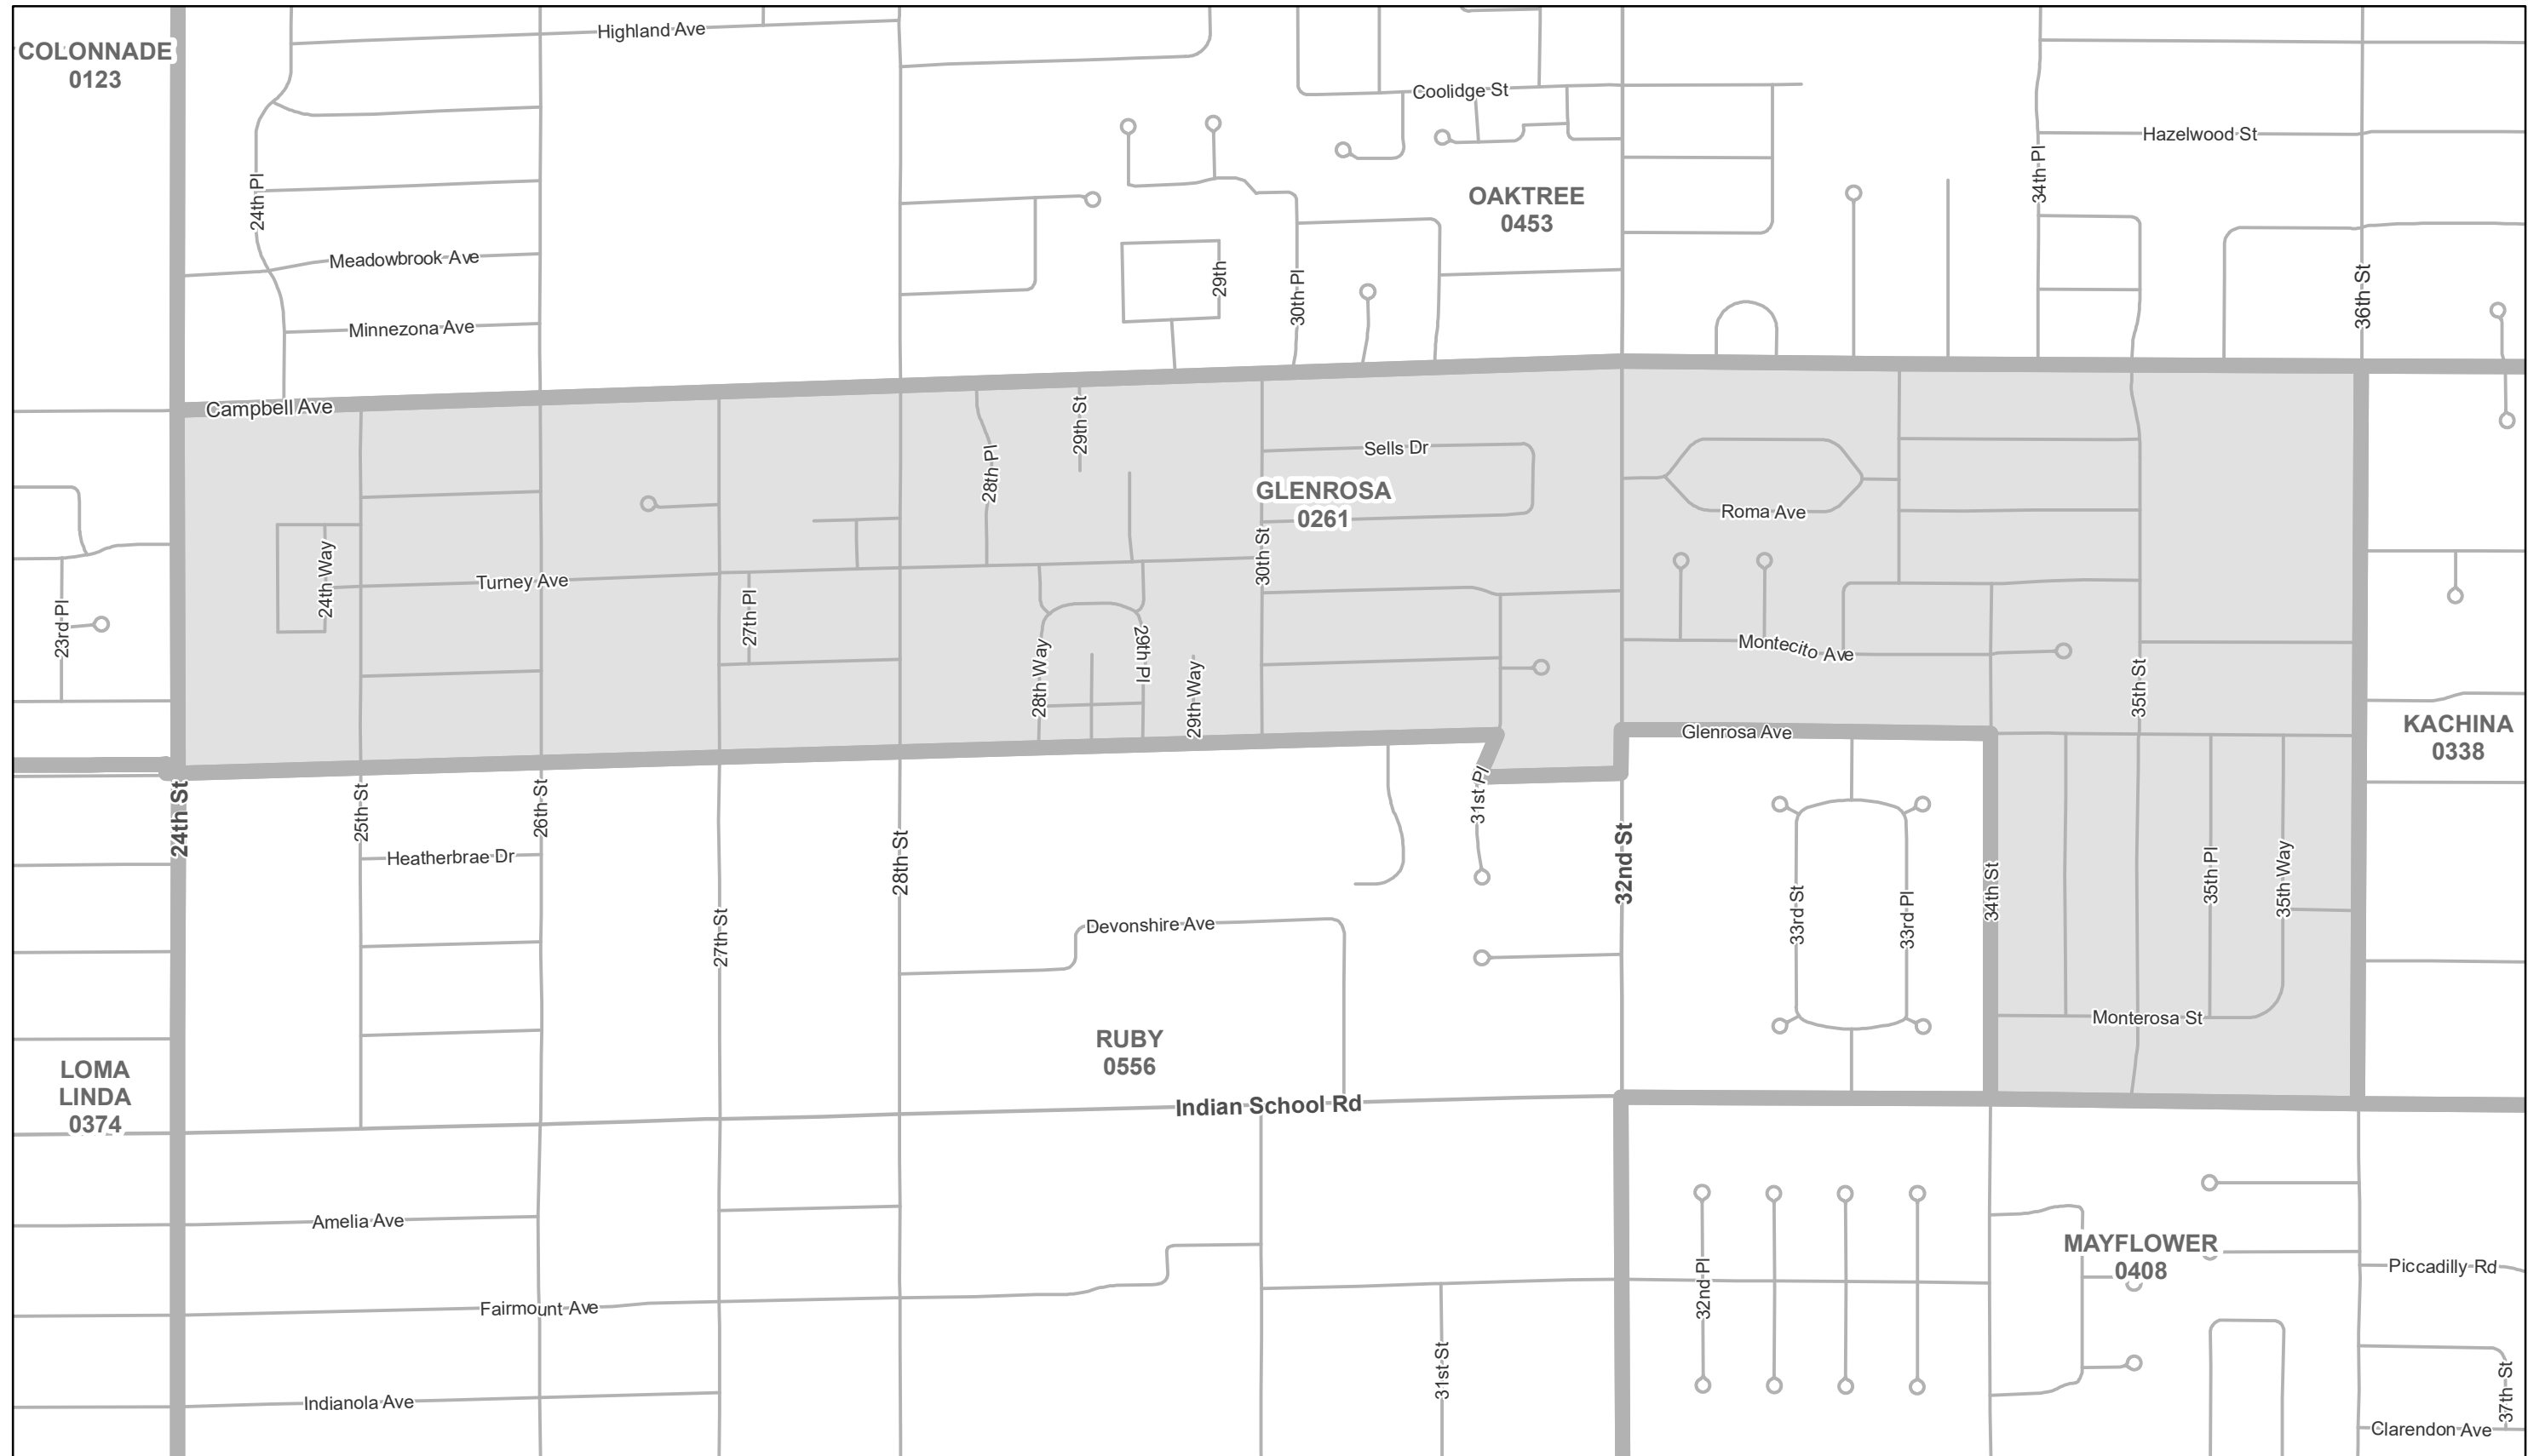 Highland Ave
COLONNADE
0123
Coolidge St
Hazelwood St
24th Pl
34th Pl
OAKTREE
0453
Meadowbrook Ave
29th
30th Pl
36th St
Minnezona Ave
Campbell Ave
29th St
Sells Dr
28th Pl
GLENROSA
0261
Roma Ave
30th St
24th Way
Turney Ave
27th Pl
23rd Pl
Montecito Ave
28th Way
29th Pl
29th Way
35th St
Glenrosa Ave
KACHINA
0338
31st Pl
24th St
25th St
26th St
Heatherbrae Dr
28th St
32nd St
34th St
35th Pl
35th Way
33rd St
33rd Pl
27th St
Devonshire Ave
Monterosa St
RUBY
0556
LOMA
LINDA
0374
Indian School Rd
Amelia Ave
MAYFLOWER
0408
Piccadilly Rd
32nd Pl
Fairmount Ave
31st St
37th St
Indianola Ave
Clarendon Ave